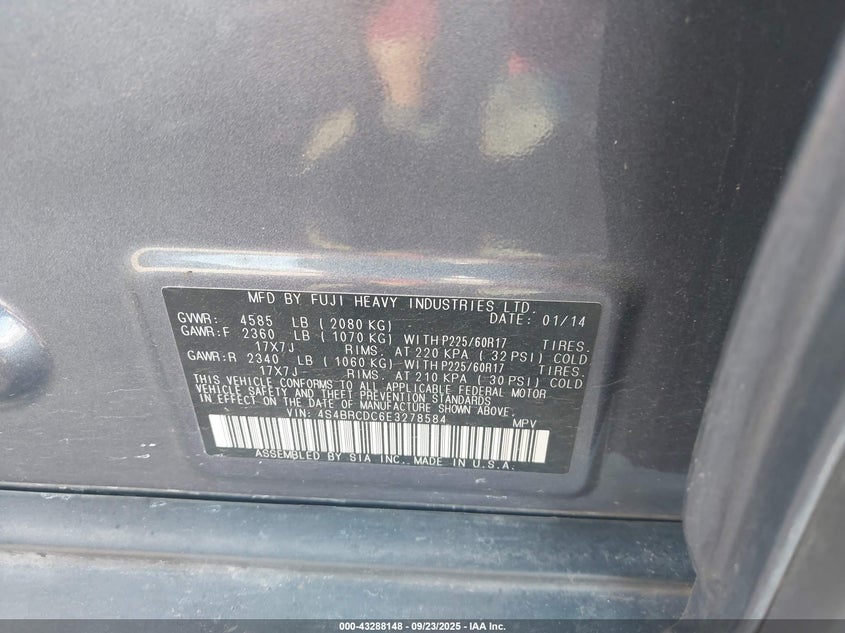 MFD BY FUJI HEAVY INDUSTRIES LTD.
GVWR: 4585 LB ( 2080 KG) DATE: 01/14
GAWR:F 2360 LB ( 1070 KG) WITH P225/60R17 TIRES.
17X7J RIMS. AT 220 KPA ( 32 PSI) COLD
GAWR:R 2340 LB ( 1060 KG) WITH P225/60R17 TIRES.
17X7J RIMS. AT 210 KPA ( 30 PSI) COLD
THIS VEHICLE CONFORMS TO ALL APPLICABLE FEDERAL MOTOR
VEHICLE SAFETY AND THEFT PREVENTION STANDARDS
IN EFFECT ON THE DATE OF MANUFACTURE SHOWN ABOVE.
VIN: 4S4BRCDC6E3278584 MPV
ASSEMBLED BY SIA INC. MADE IN U.S.A.
000-43288148 - 09/23/2025 - IAA Inc.